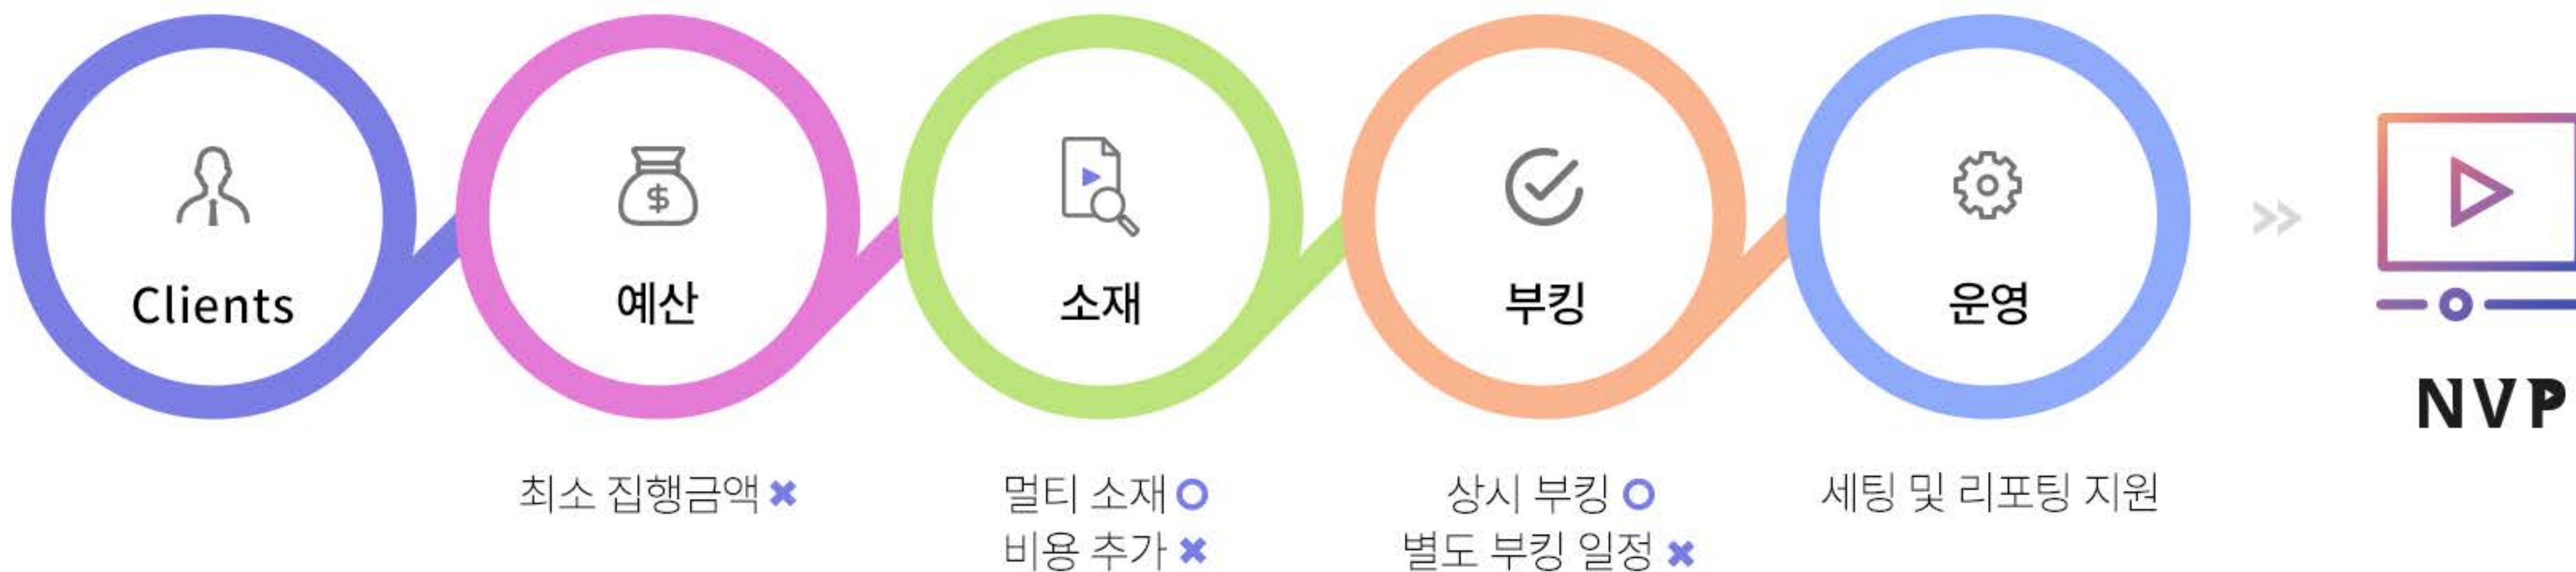 Clients
예산
소재
부킹
운영
NVP
최소 집행금액 ✖
멀티 소재 O
비용 추가 ✖
상시 부킹 O
별도 부킹 일정 ✖
세팅 및 리포팅 지원